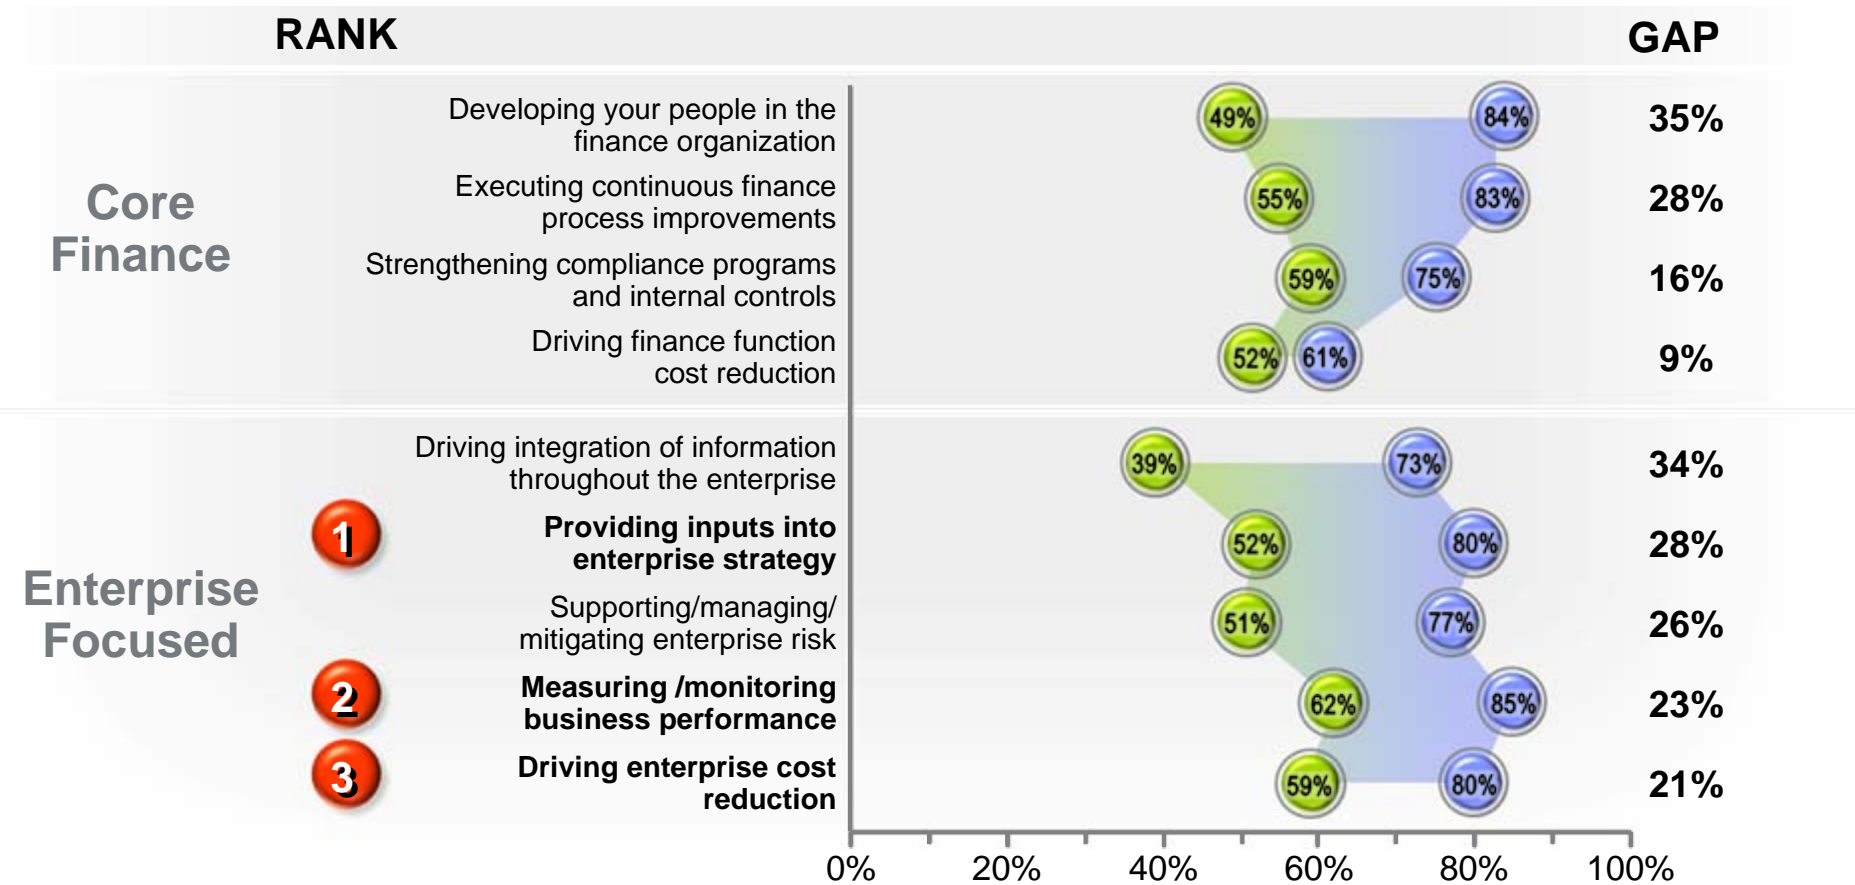 RANK
GAP
Core
Finance
Developing your people in the
finance organization
49%
84%
35%
Executing continuous finance
process improvements
55%
83%
28%
Strengthening compliance programs
and internal controls
59%
75%
16%
Driving finance function
cost reduction
52%
61%
9%
Enterprise
Focused
Driving integration of information
throughout the enterprise
39%
73%
34%
1
Providing inputs into
enterprise strategy
52%
80%
28%
Supporting/managing/
mitigating enterprise risk
51%
77%
26%
2
Measuring /monitoring
business performance
62%
85%
23%
3
Driving enterprise cost
reduction
59%
80%
21%
0% 20% 40% 60% 80% 100%